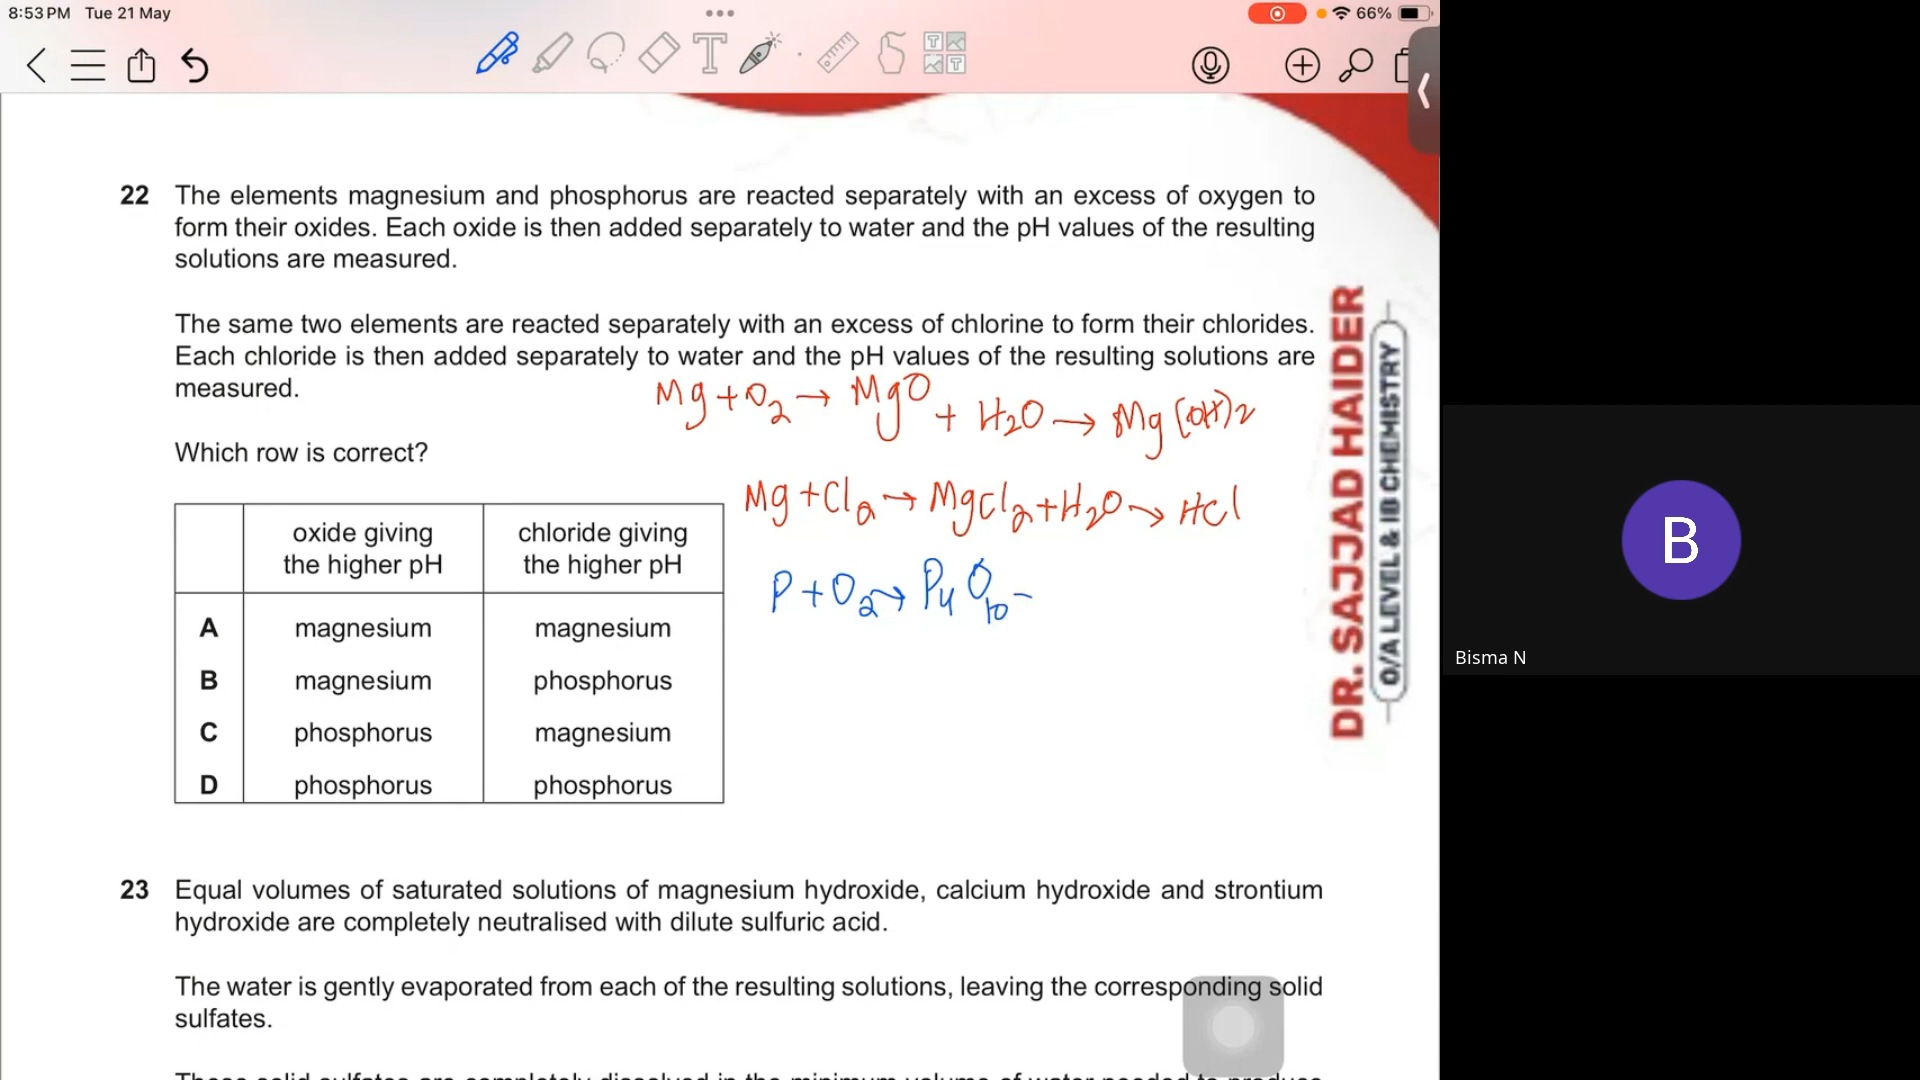 8:53 PM Tue 21 May
66%
22 The elements magnesium and phosphorus are reacted separately with an excess of oxygen to
form their oxides. Each oxide is then added separately to water and the pH values of the resulting
solutions are measured.
The same two elements are reacted separately with an excess of chlorine to form their chlorides.
Each chloride is then added separately to water and the pH values of the resulting solutions are
measured.
Mg + O2 → MgO + H2O → Mg(OH)2
Which row is correct?
Mg + Cl2 → MgCl2 + H2O → HCl
P + O2 → P4O10 -
oxide giving the higher pH chloride giving the higher pH
A magnesium magnesium
B magnesium phosphorus
C phosphorus magnesium
D phosphorus phosphorus
23 Equal volumes of saturated solutions of magnesium hydroxide, calcium hydroxide and strontium
hydroxide are completely neutralised with dilute sulfuric acid.
The water is gently evaporated from each of the resulting solutions, leaving the corresponding solid
sulfates.
DR. SAJJAD HAIDER
O/A LEVEL & IB CHEMISTRY
B
Bisma N